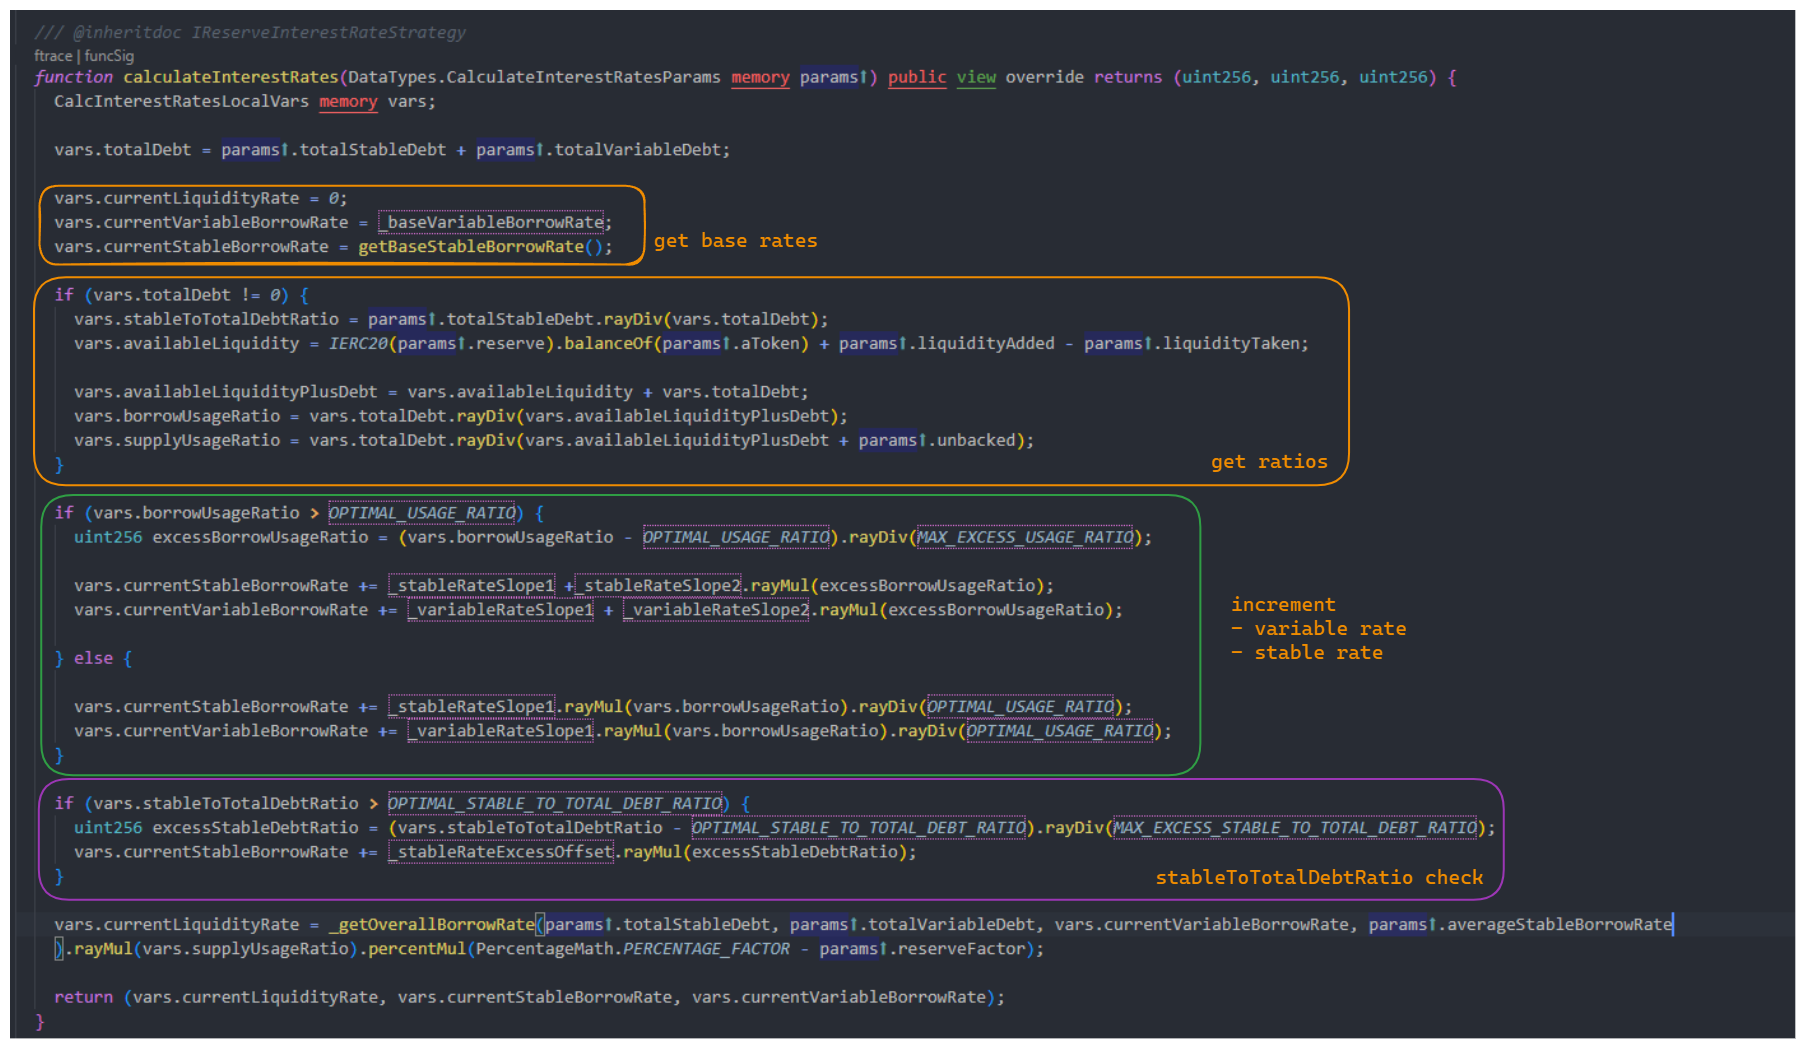 /// @inheritdoc IReserveInterestRateStrategy
ftrace | funcSig
function calculateInterestRates(DataTypes.CalculateInterestRatesParams memory params↑) public view override returns (uint256, uint256, uint256) {
CalcInterestRatesLocalVars memory vars;
vars.totalDebt = params↑.totalStableDebt + params↑.totalVariableDebt;
vars.currentLiquidityRate = 0;
vars.currentVariableBorrowRate = _baseVariableBorrowRate;
vars.currentStableBorrowRate = getBaseStableBorrowRate();
get base rates
if (vars.totalDebt != 0) {
vars.stableToTotalDebtRatio = params↑.totalStableDebt.rayDiv(vars.totalDebt);
vars.availableLiquidity = IERC20(params↑.reserve).balanceOf(params↑.aToken) + params↑.liquidityAdded - params↑.liquidityTaken;
vars.availableLiquidityPlusDebt = vars.availableLiquidity + vars.totalDebt;
vars.borrowUsageRatio = vars.totalDebt.rayDiv(vars.availableLiquidityPlusDebt);
vars.supplyUsageRatio = vars.totalDebt.rayDiv(vars.availableLiquidityPlusDebt + params↑.unbacked);
}
get ratios
if (vars.borrowUsageRatio > OPTIMAL_USAGE_RATIO) {
uint256 excessBorrowUsageRatio = (vars.borrowUsageRatio - OPTIMAL_USAGE_RATIO).rayDiv(MAX_EXCESS_USAGE_RATIO);
vars.currentStableBorrowRate += _stableRateSlope1 +_stableRateSlope2.rayMul(excessBorrowUsageRatio);
vars.currentVariableBorrowRate += _variableRateSlope1 + _variableRateSlope2.rayMul(excessBorrowUsageRatio);
} else {
vars.currentStableBorrowRate += _stableRateSlope1.rayMul(vars.borrowUsageRatio).rayDiv(OPTIMAL_USAGE_RATIO);
vars.currentVariableBorrowRate += _variableRateSlope1.rayMul(vars.borrowUsageRatio).rayDiv(OPTIMAL_USAGE_RATIO);
}
increment
- variable rate
- stable rate
if (vars.stableToTotalDebtRatio > OPTIMAL_STABLE_TO_TOTAL_DEBT_RATIO) {
uint256 excessStableDebtRatio = (vars.stableToTotalDebtRatio - OPTIMAL_STABLE_TO_TOTAL_DEBT_RATIO).rayDiv(MAX_EXCESS_STABLE_TO_TOTAL_DEBT_RATIO);
vars.currentStableBorrowRate += _stableRateExcessOffset.rayMul(excessStableDebtRatio);
}
stableToTotalDebtRatio check
vars.currentLiquidityRate = _getOverallBorrowRate(params↑.totalStableDebt, params↑.totalVariableDebt, vars.currentVariableBorrowRate, params↑.averageStableBorrowRate
).rayMul(vars.supplyUsageRatio).percentMul(PercentageMath.PERCENTAGE_FACTOR - params↑.reserveFactor);
return (vars.currentLiquidityRate, vars.currentStableBorrowRate, vars.currentVariableBorrowRate);
}